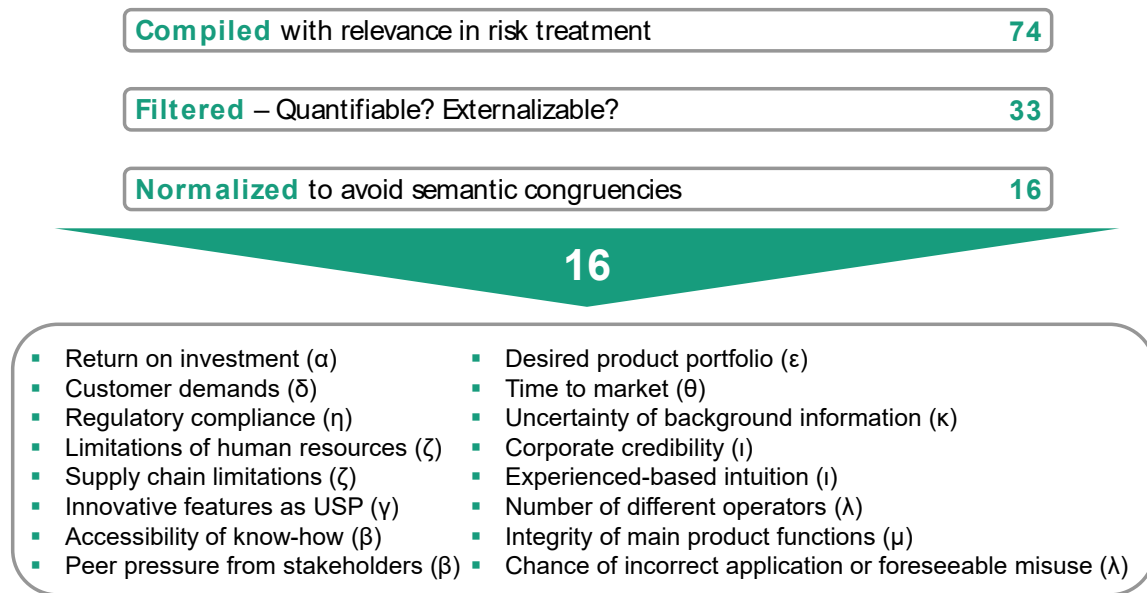 Compiled with relevance in risk treatment 74
Filtered – Quantifiable? Externalizable? 33
Normalized to avoid semantic congruencies 16
16
▪ Return on investment (α)
▪ Customer demands (δ)
▪ Regulatory compliance (η)
▪ Limitations of human resources (ζ)
▪ Supply chain limitations (ζ)
▪ Innovative features as USP (γ)
▪ Accessibility of know-how (β)
▪ Peer pressure from stakeholders (β)
▪ Desired product portfolio (ε)
▪ Time to market (θ)
▪ Uncertainty of background information (κ)
▪ Corporate credibility (ι)
▪ Experienced-based intuition (ι)
▪ Number of different operators (λ)
▪ Integrity of main product functions (μ)
▪ Chance of incorrect application or foreseeable misuse (λ)